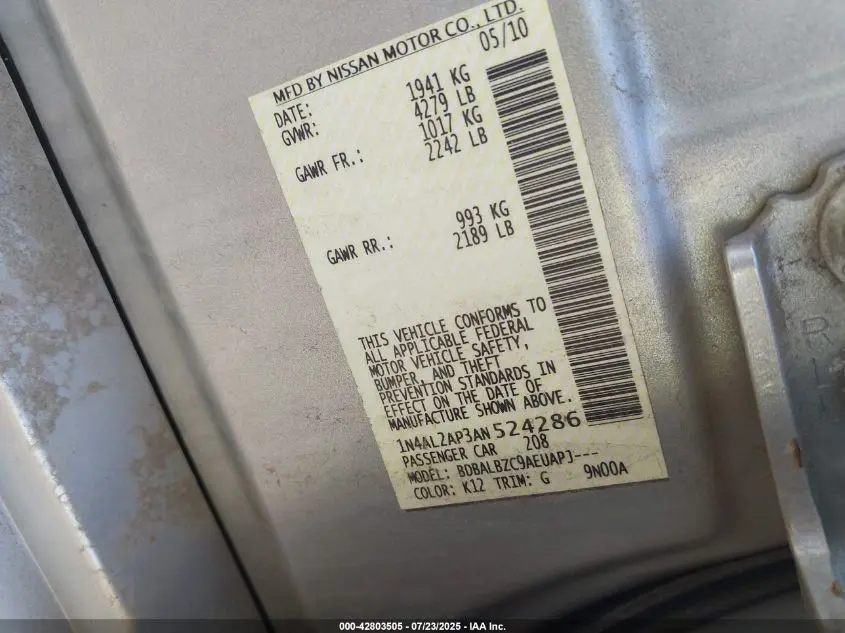 MFD BY NISSAN MOTOR CO., LTD.
DATE: 05/10
GVWR: 1941 KG
4279 LB
GAWR FR.: 1017 KG
2242 LB
GAWR RR.: 993 KG
2189 LB
THIS VEHICLE CONFORMS TO
ALL APPLICABLE FEDERAL
MOTOR VEHICLE SAFETY,
BUMPER, AND THEFT
PREVENTION STANDARDS IN
EFFECT ON THE DATE OF
MANUFACTURE SHOWN ABOVE.
1N4AL2AP3AN524286
PASSENGER CAR 208
MODEL: BDBALBZC9AEUAPJ---
COLOR: K12 TRIM: G 9N00A
000-42803505 - 07/23/2025 - IAA Inc.